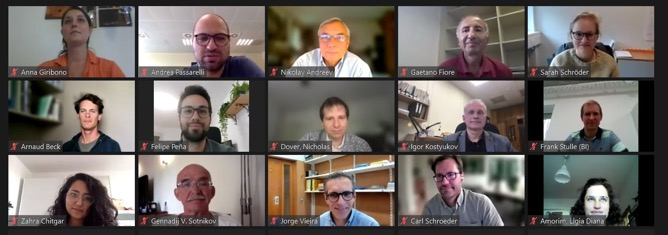 Anna Giribono
Andrea Passarelli
Nikolay Andreev
Gaetano Fiore
Sarah Schröder
Arnaud Beck
Felipe Peña
Dover, Nicholas
Igor Kostyukov
Frank Stulle (BI)
Zahra Chitgar
Gennadij V. Sotnikov
Jorge Vieira
Carl Schroeder
Amorim, Ligia Diana